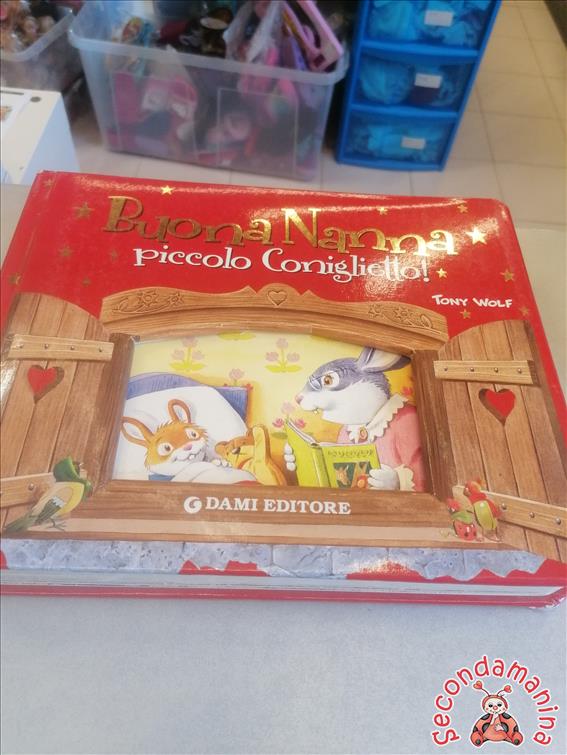 Buona Nanna
piccolo Coniglietto!
TONY WOLF
DAMI EDITORE
Secondamanina